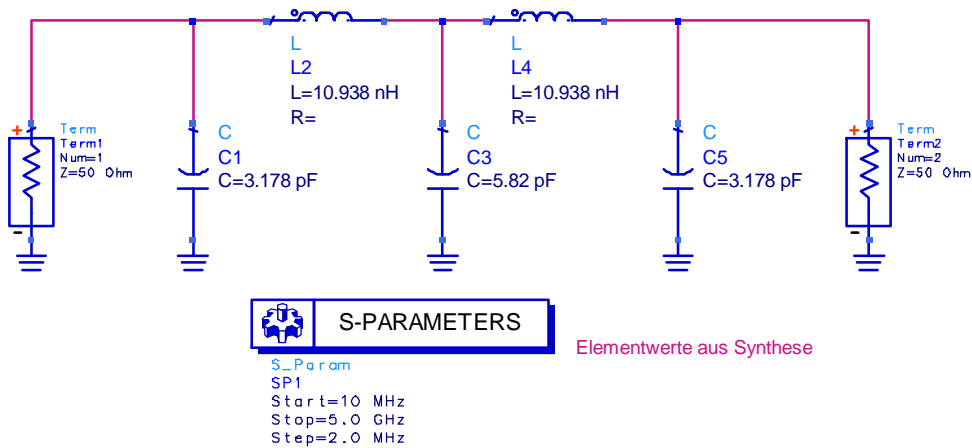 L
L2
L=10.938 nH
R=
L
L4
L=10.938 nH
R=
+
Term
Term1
Num=1
Z=50 Ohm
-
C
C1
C=3.178 pF
C
C3
C=5.82 pF
C
C5
C=3.178 pF
+
Term
Term2
Num=2
Z=50 Ohm
-
S-PARAMETERS
Elementwerte aus Synthese
S_Param
SP1
Start=10 MHz
Stop=5.0 GHz
Step=2.0 MHz